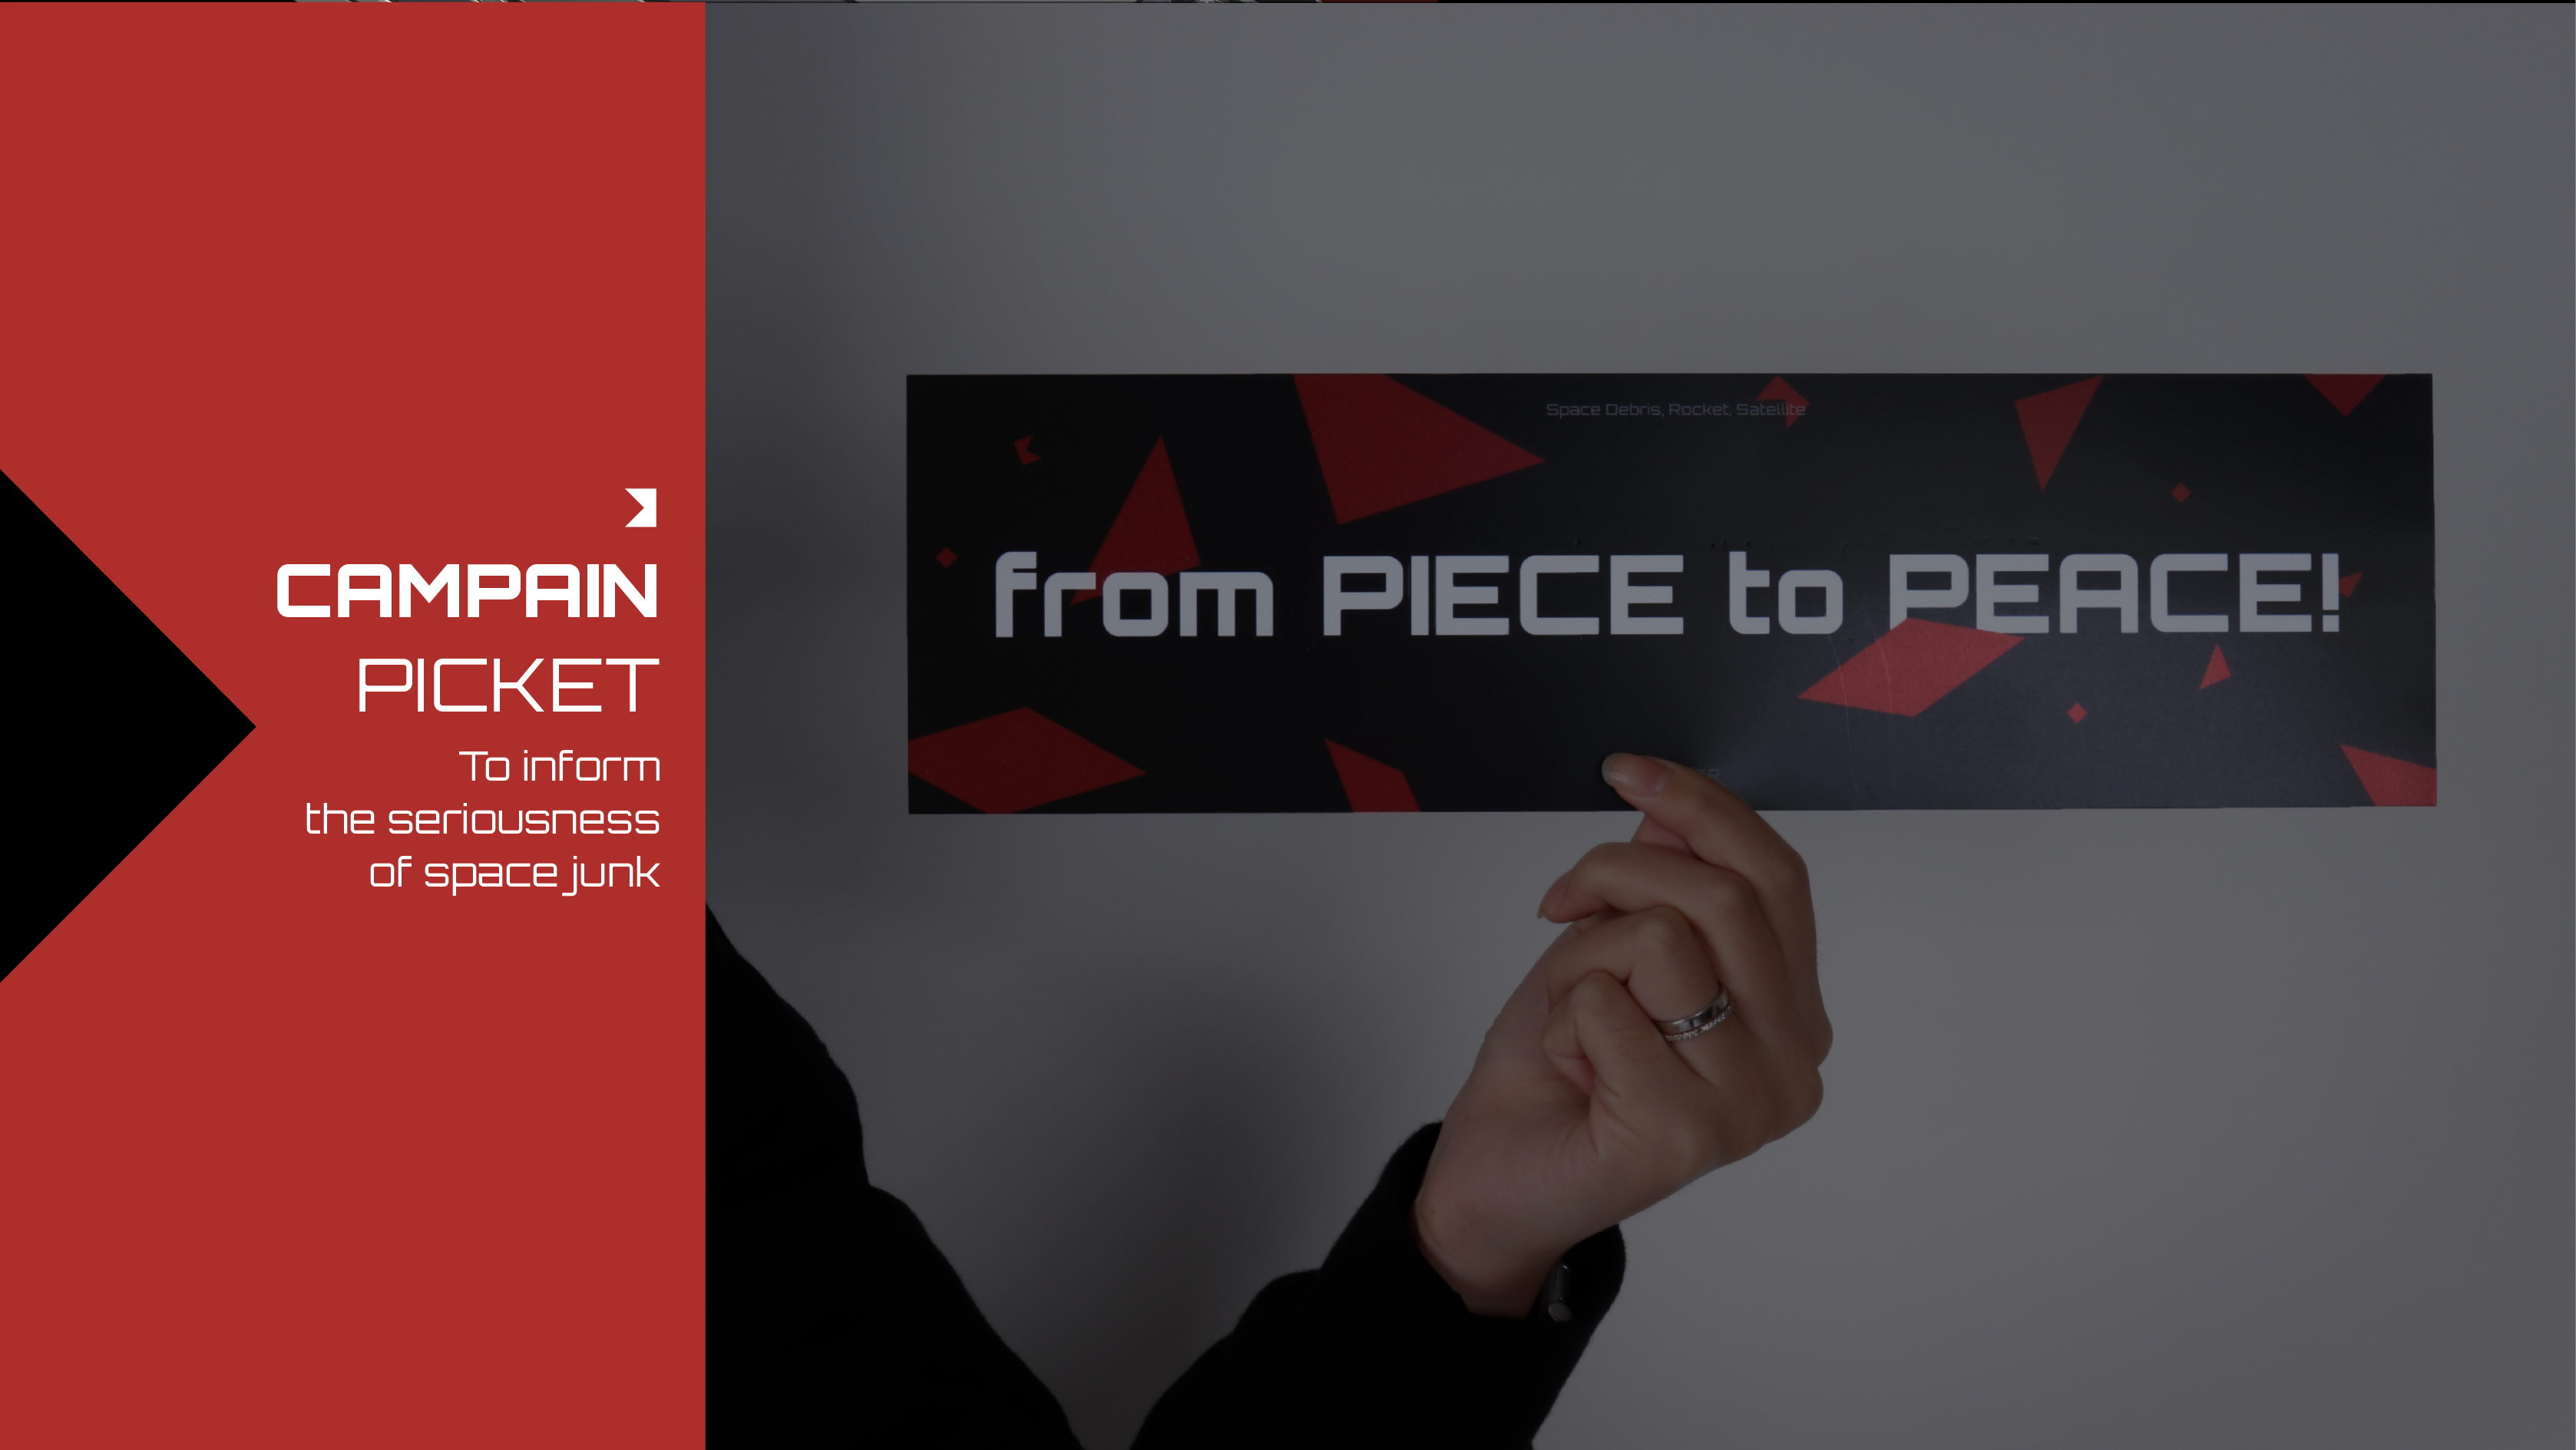 CAMPAIN
PICKET
To inform
the seriousness
of space junk
Space Debris, Rocket, Satellite
from PIECE to PEACE!